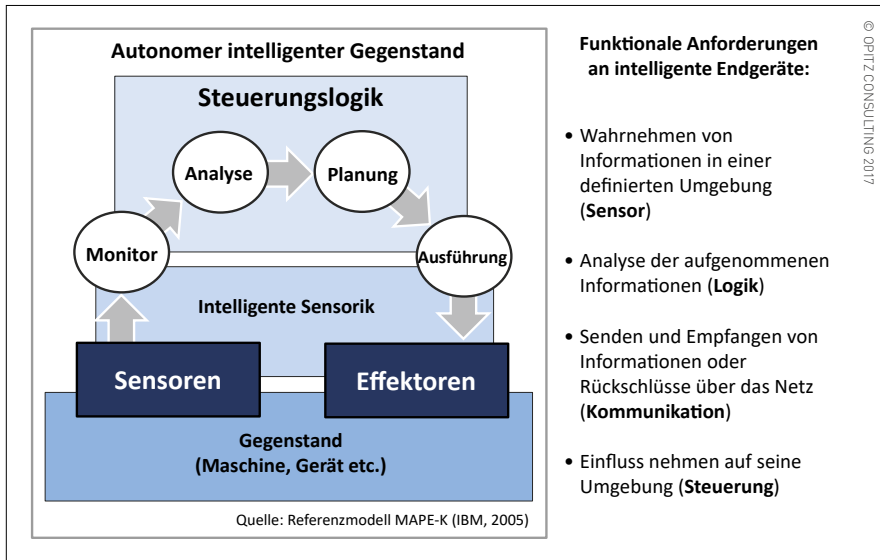 Autonomer intelligenter Gegenstand
Steuerungslogik
Analyse
Planung
Monitor
Ausführung
Intelligente Sensorik
Sensoren
Effektoren
Gegenstand
(Maschine, Gerät etc.)
Quelle: Referenzmodell MAPE-K (IBM, 2005)
Funktionale Anforderungen
an intelligente Endgeräte:
• Wahrnehmen von
Informationen in einer
definierten Umgebung
(Sensor)
• Analyse der aufgenommenen
Informationen (Logik)
• Senden und Empfangen von
Informationen oder
Rückschlüsse über das Netz
(Kommunikation)
• Einfluss nehmen auf seine
Umgebung (Steuerung)
© OPITZ CONSULTING 2017